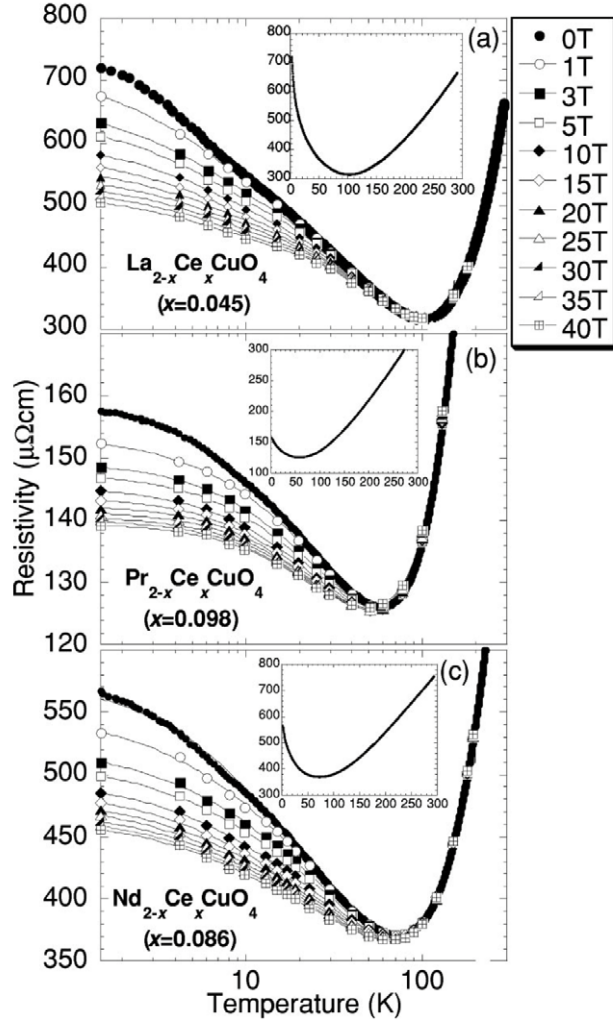 (a)
800
700
600
500
400
300
800
700
600
500
400
300
0 50 100 150 200 250 300
La2-xCexCuO4
(x=0.045)
0T
1T
3T
5T
10T
15T
20T
25T
30T
35T
40T
(b)
160
150
140
130
120
300
250
200
150
100
0 50 100 150 200 250 300
Pr2-xCexCuO4
(x=0.098)
Resistivity (μΩcm)
(c)
550
500
450
400
350
800
700
600
500
400
300
0 50 100 150 200 250 300
Nd2-xCexCuO4
(x=0.086)
10 100
Temperature (K)